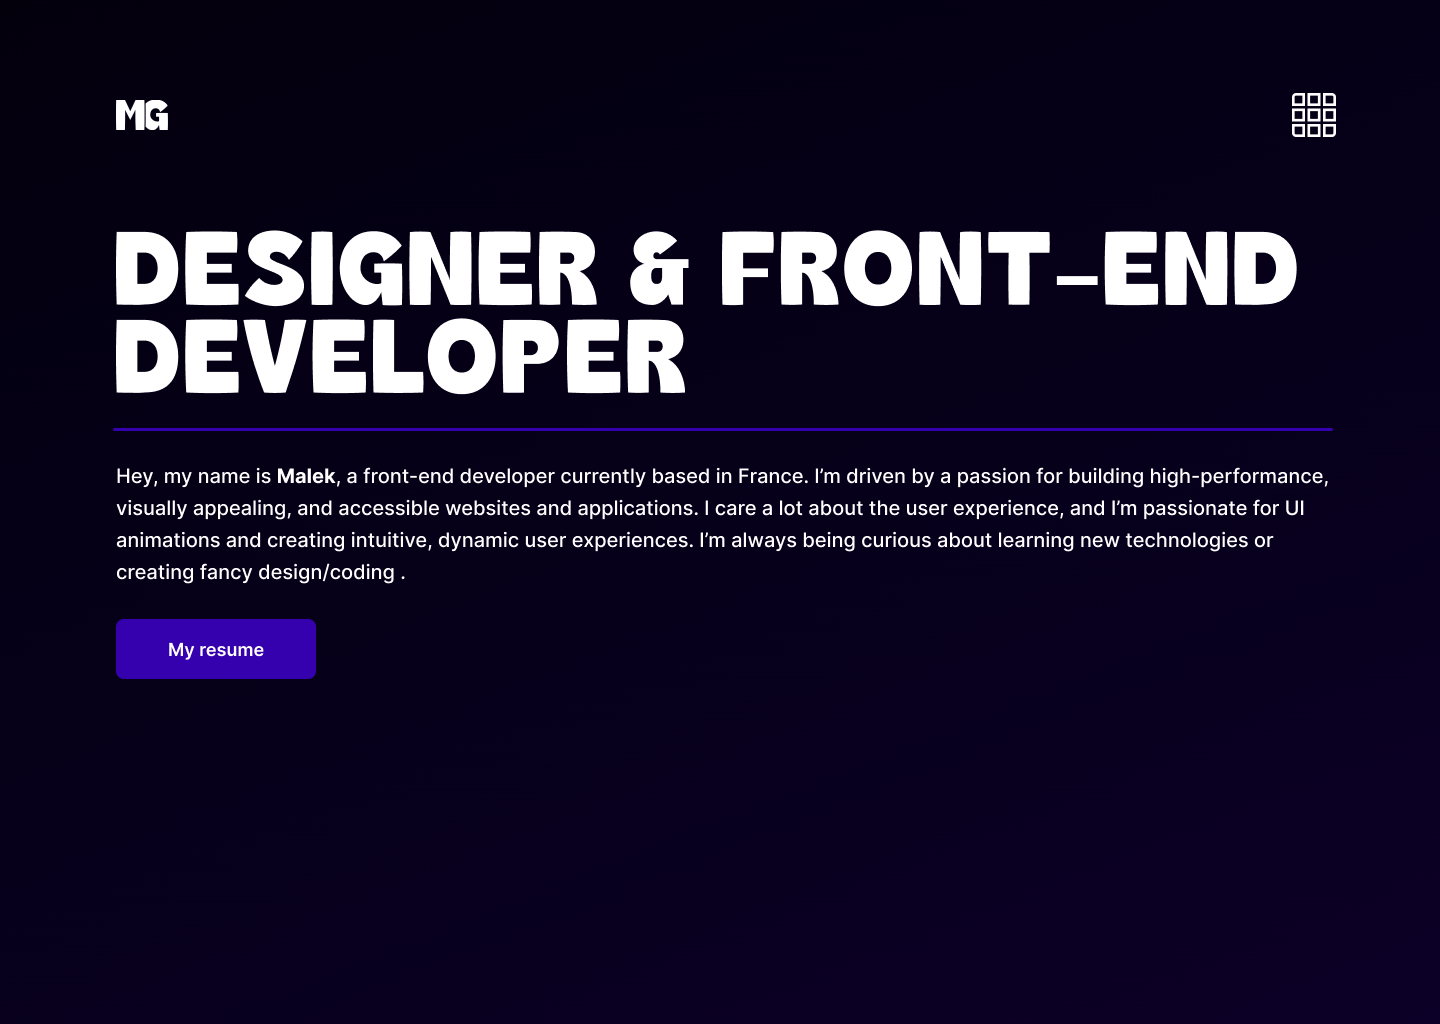 MG
DESIGNER & FRONT-END
DEVELOPER
Hey, my name is Malek, a front-end developer currently based in France. I’m driven by a passion for building high-performance,
visually appealing, and accessible websites and applications. I care a lot about the user experience, and I’m passionate for UI
animations and creating intuitive, dynamic user experiences. I’m always being curious about learning new technologies or
creating fancy design/coding .
My resume